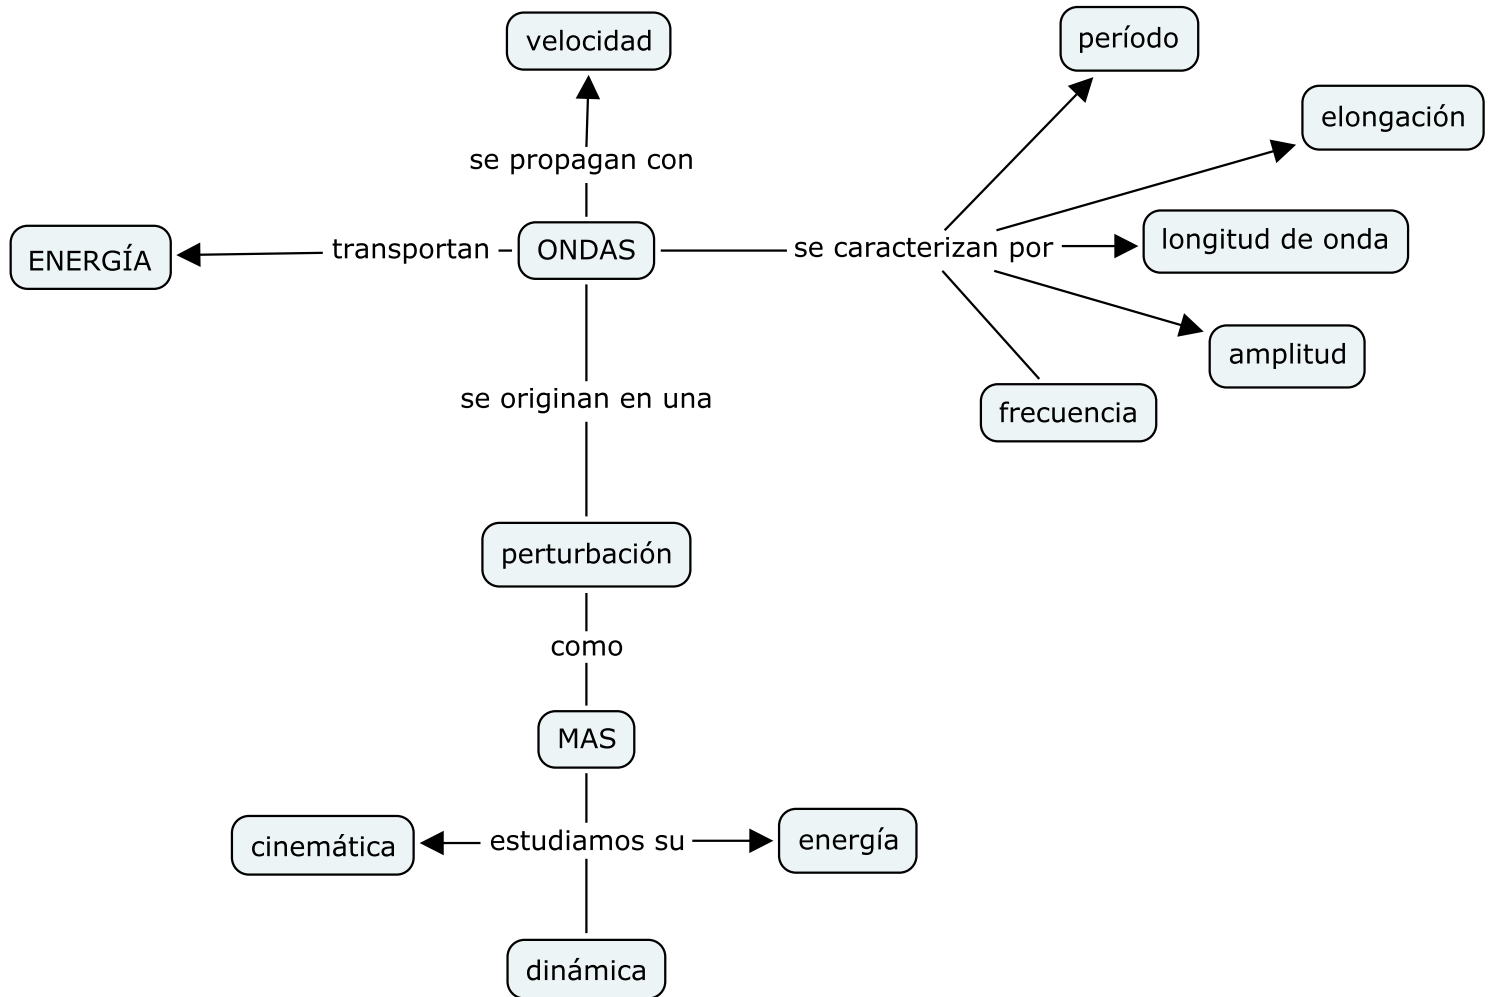 velocidad
período
elongación
se propagan con
ENERGÍA
transportan
ONDAS
se caracterizan por
longitud de onda
amplitud
frecuencia
se originan en una
perturbación
como
MAS
cinemática
estudiamos su
energía
dinámica